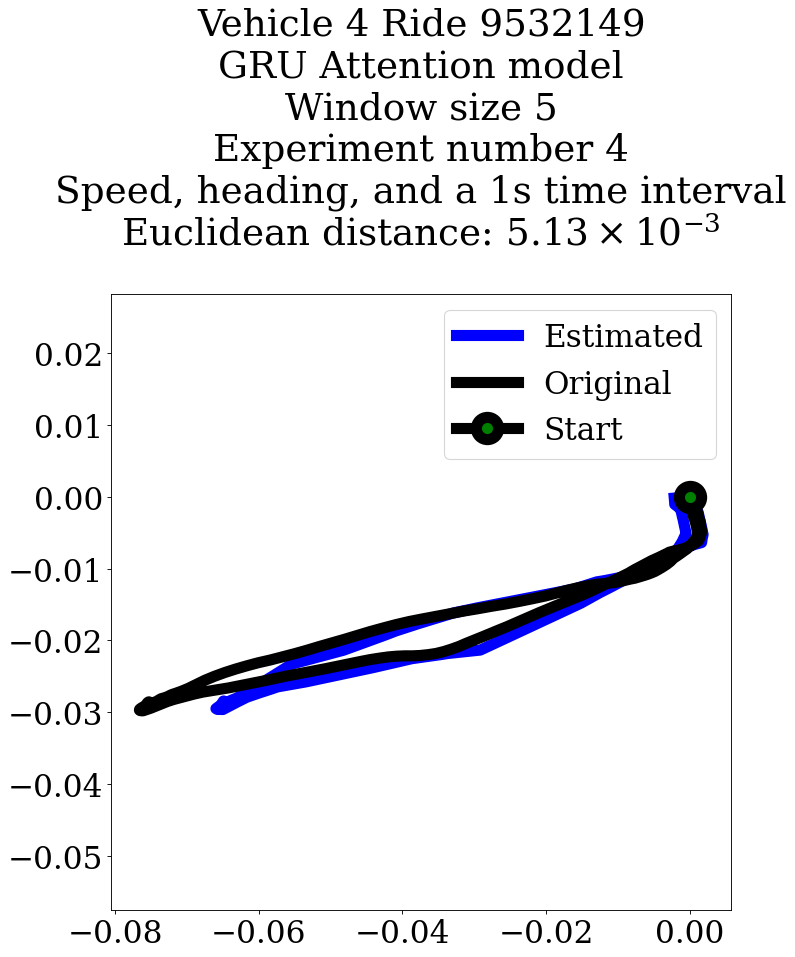 Vehicle 4 Ride 9532149
GRU Attention model
Window size 5
Experiment number 4
Speed, heading, and a 1s time interval
Euclidean distance: 5.13 × 10⁻³
Estimated
Original
Start
0.02
0.01
0.00
−0.01
−0.02
−0.03
−0.04
−0.05
−0.08 −0.06 −0.04 −0.02 0.00